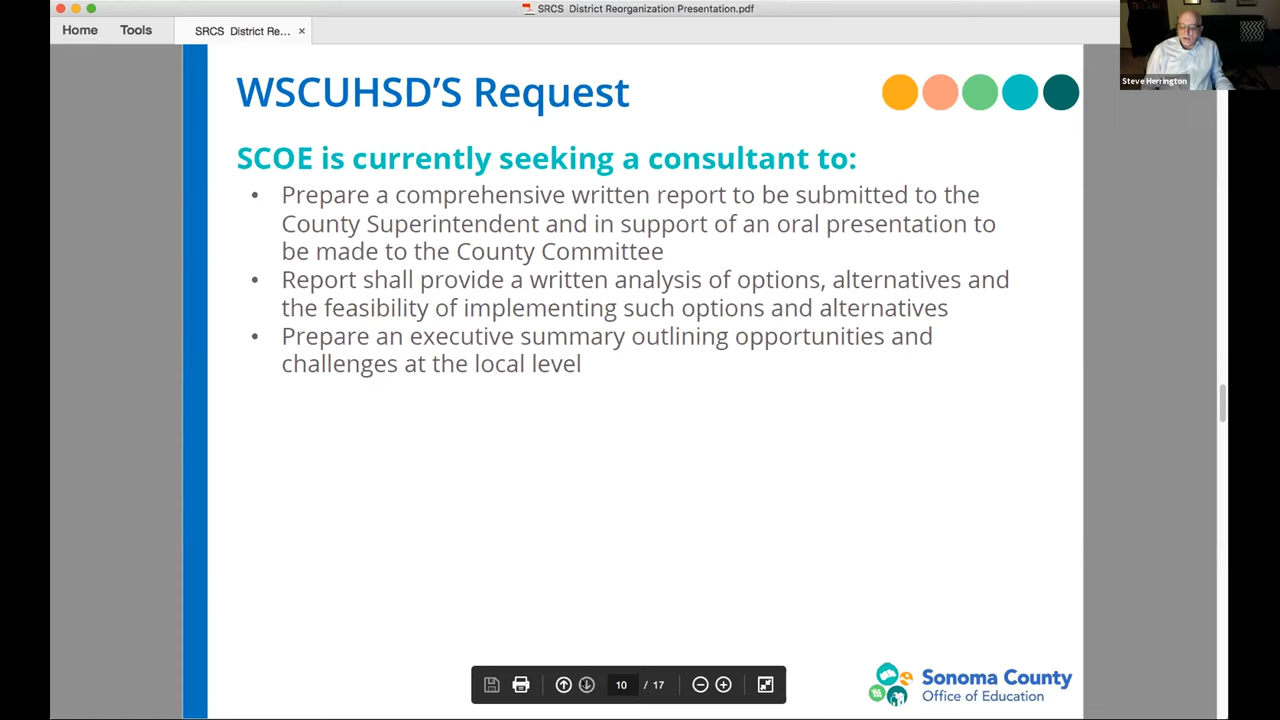 SRCS District Reorganization Presentation.pdf
Home Tools SRCS District Re... ×
Steve Herrington
WSCUHSD'S Request
SCOE is currently seeking a consultant to:
• Prepare a comprehensive written report to be submitted to the
County Superintendent and in support of an oral presentation to
be made to the County Committee
• Report shall provide a written analysis of options, alternatives and
the feasibility of implementing such options and alternatives
• Prepare an executive summary outlining opportunities and
challenges at the local level
10 / 17
Sonoma County
Office of Education